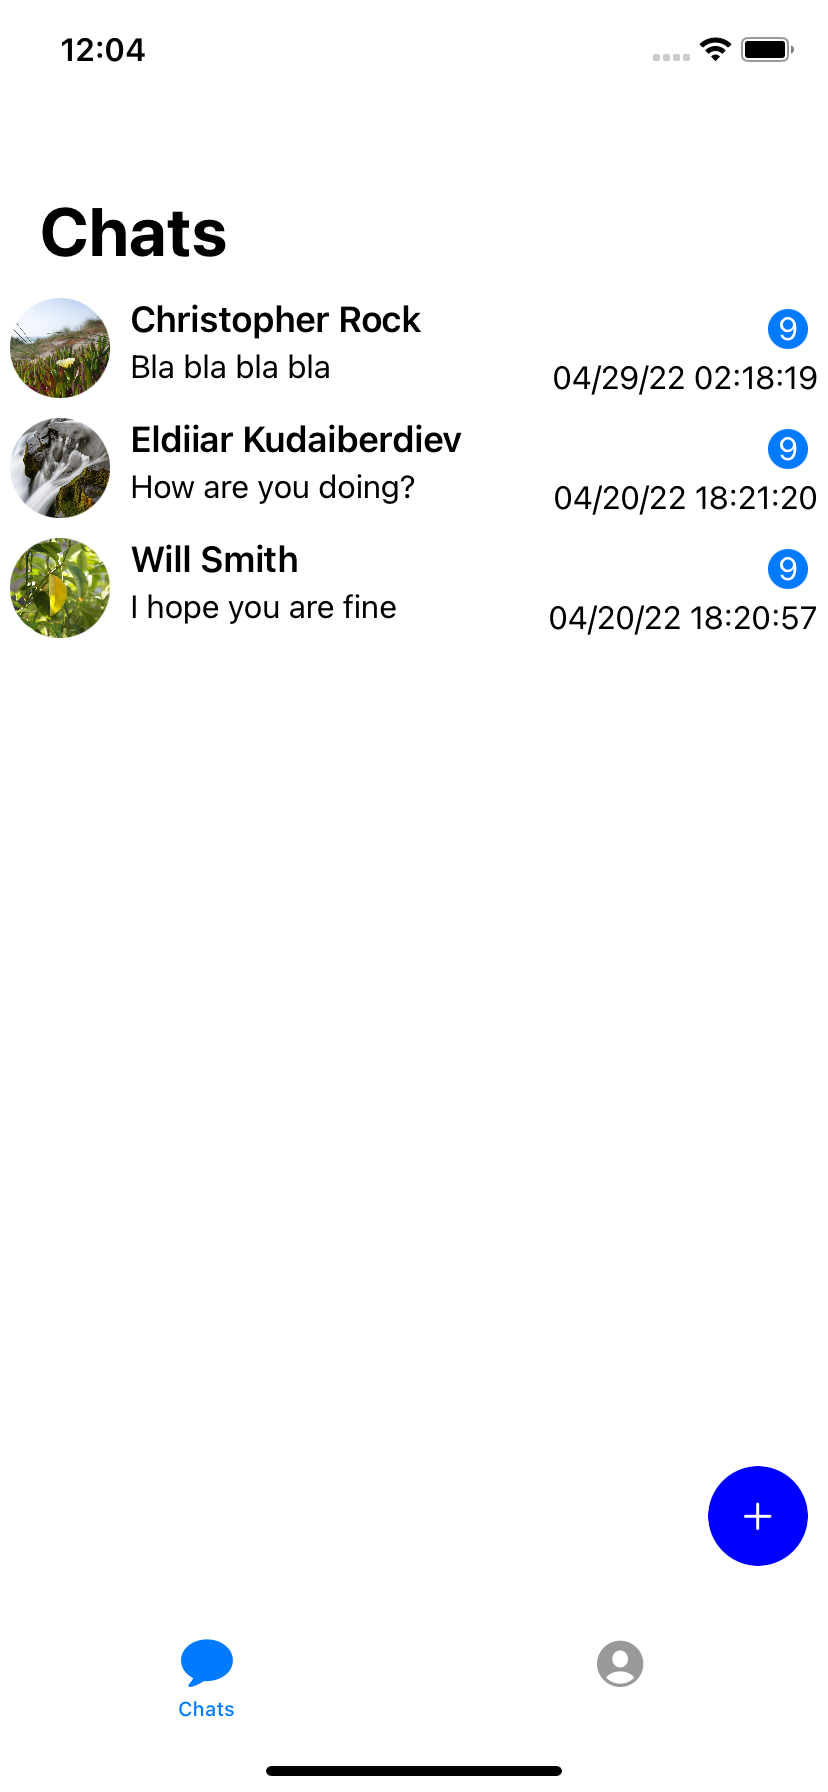 12:04
Chats
Christopher Rock
9
Bla bla bla bla
04/29/22 02:18:19
Eldiiar Kudaiberdiev
9
How are you doing?
04/20/22 18:21:20
Will Smith
9
I hope you are fine
04/20/22 18:20:57
+
Chats